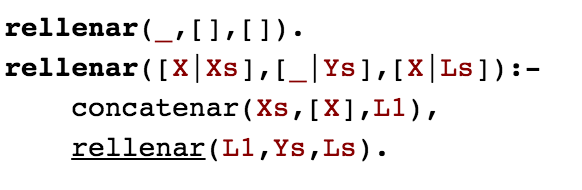 rellenar(_,[],[]).
rellenar([X|Xs],[_|Ys],[X|Ls]):-
concatenar(Xs,[X],L1),
rellenar(L1,Ys,Ls).